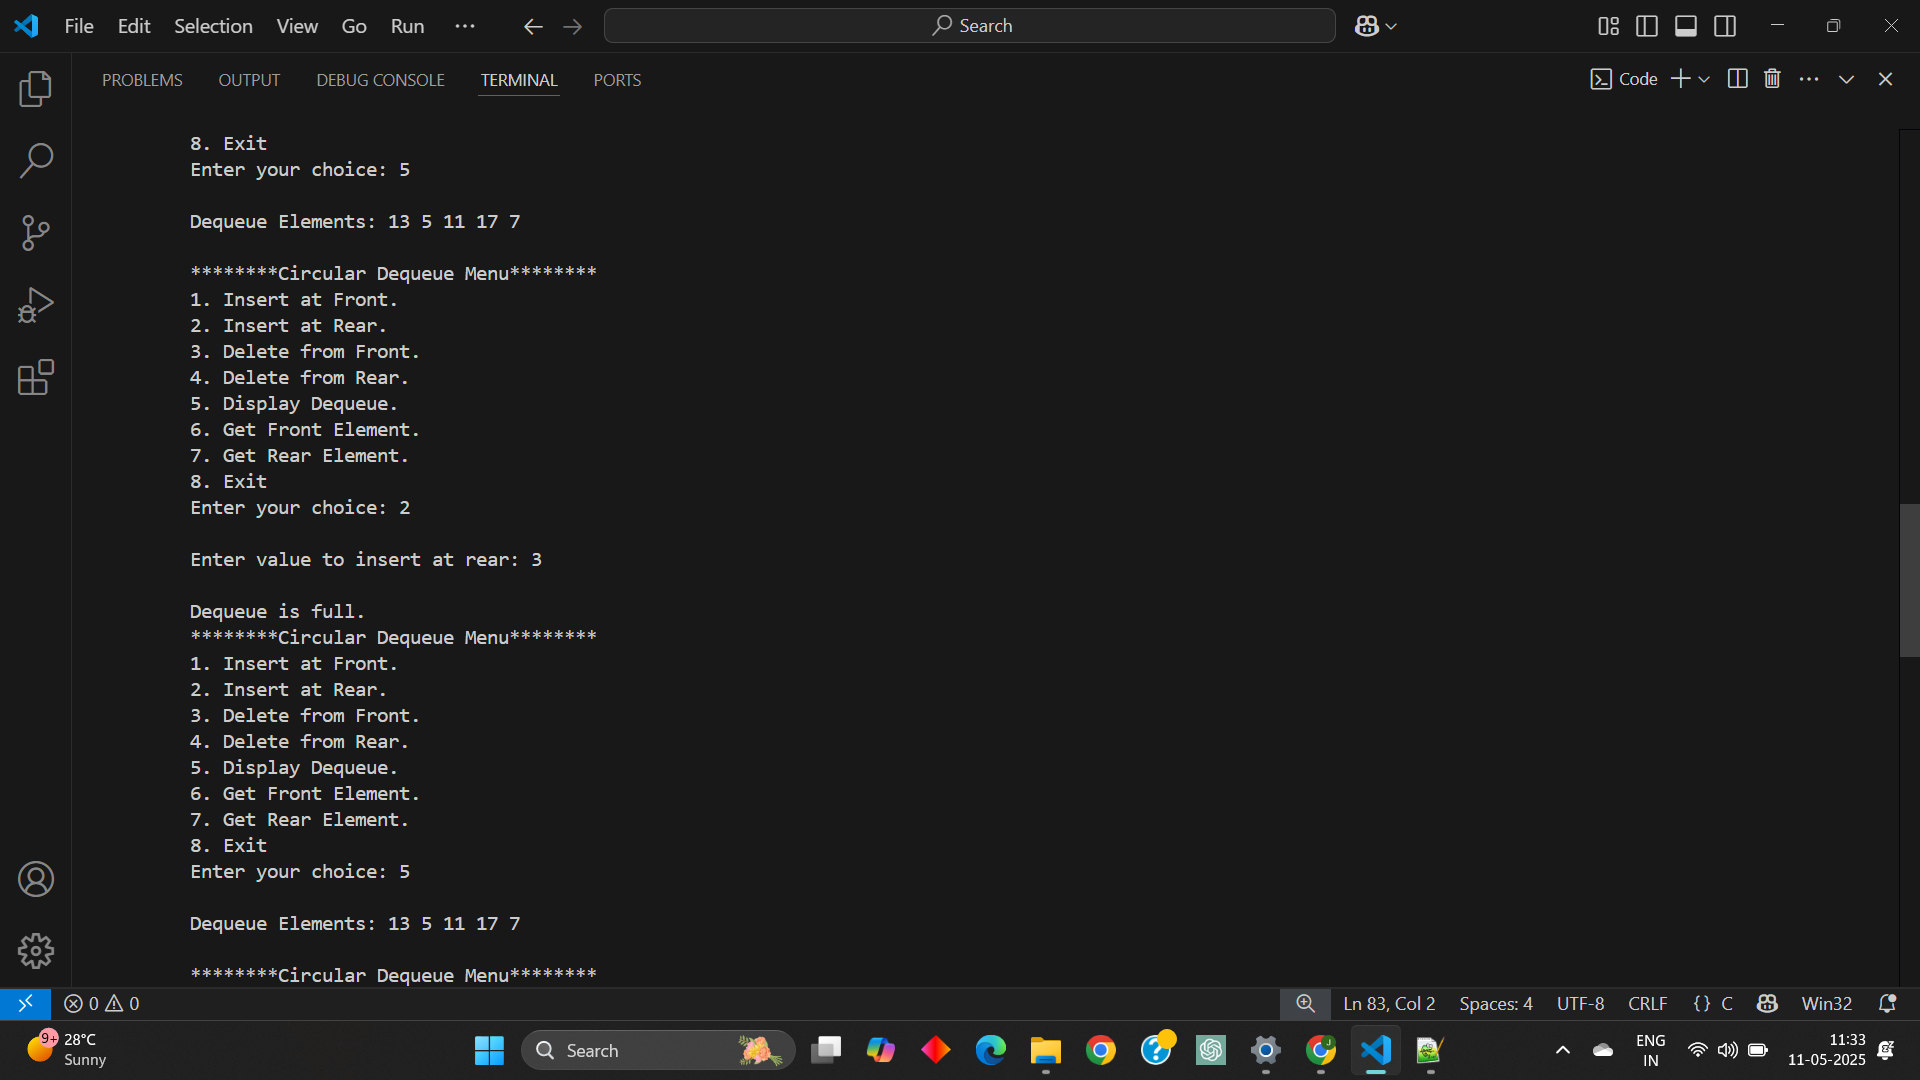 File Edit Selection View Go Run ··· Search
PROBLEMS OUTPUT DEBUG CONSOLE TERMINAL PORTS Code
8. Exit
Enter your choice: 5
Dequeue Elements: 13 5 11 17 7
********Circular Dequeue Menu********
1. Insert at Front.
2. Insert at Rear.
3. Delete from Front.
4. Delete from Rear.
5. Display Dequeue.
6. Get Front Element.
7. Get Rear Element.
8. Exit
Enter your choice: 2
Enter value to insert at rear: 3
Dequeue is full.
********Circular Dequeue Menu********
1. Insert at Front.
2. Insert at Rear.
3. Delete from Front.
4. Delete from Rear.
5. Display Dequeue.
6. Get Front Element.
7. Get Rear Element.
8. Exit
Enter your choice: 5
Dequeue Elements: 13 5 11 17 7
********Circular Dequeue Menu********
0 0 Ln 83, Col 2 Spaces: 4 UTF-8 CRLF {} C Win32
9+ 28°C Search ENG 11:33
Sunny IN 11-05-2025